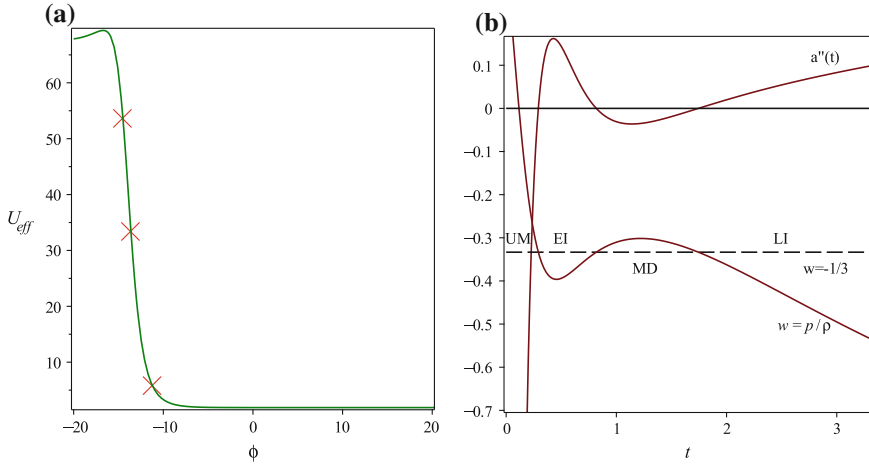 (a)
60
50
40
30
20
10
U_eff
−20
−10
0
10
20
ϕ
(b)
0.1
0
−0.1
−0.2
−0.3
−0.4
−0.5
−0.6
−0.7
a"(t)
UM EI LI
MD w=-1/3
w = p/ρ
0 1 2 3
t